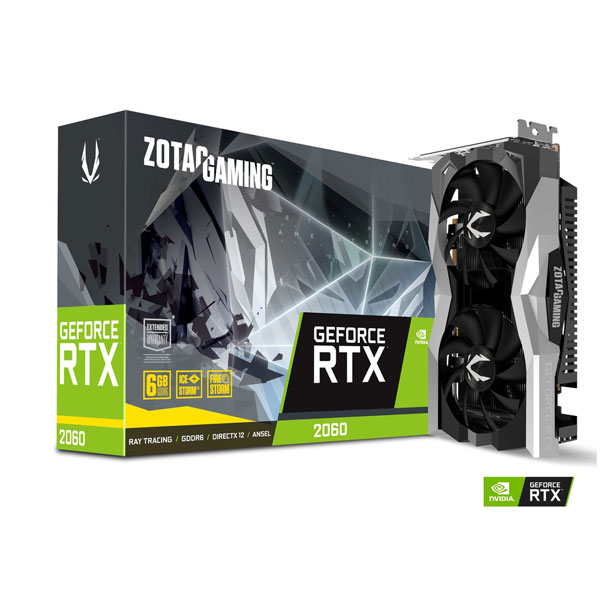 ZOTAC GAMING
GEFORCE
RTX
2060
EXTENDED
WARRANTY
6GB
GDDR6
ICE
STORM
FIRE
STORM
RAY TRACING / GDDR6 / DIRECTX 12 / ANSEL
GEFORCE
RTX
2060
NVIDIA
ZOTAC GAMING
NVIDIA
GEFORCE
RTX